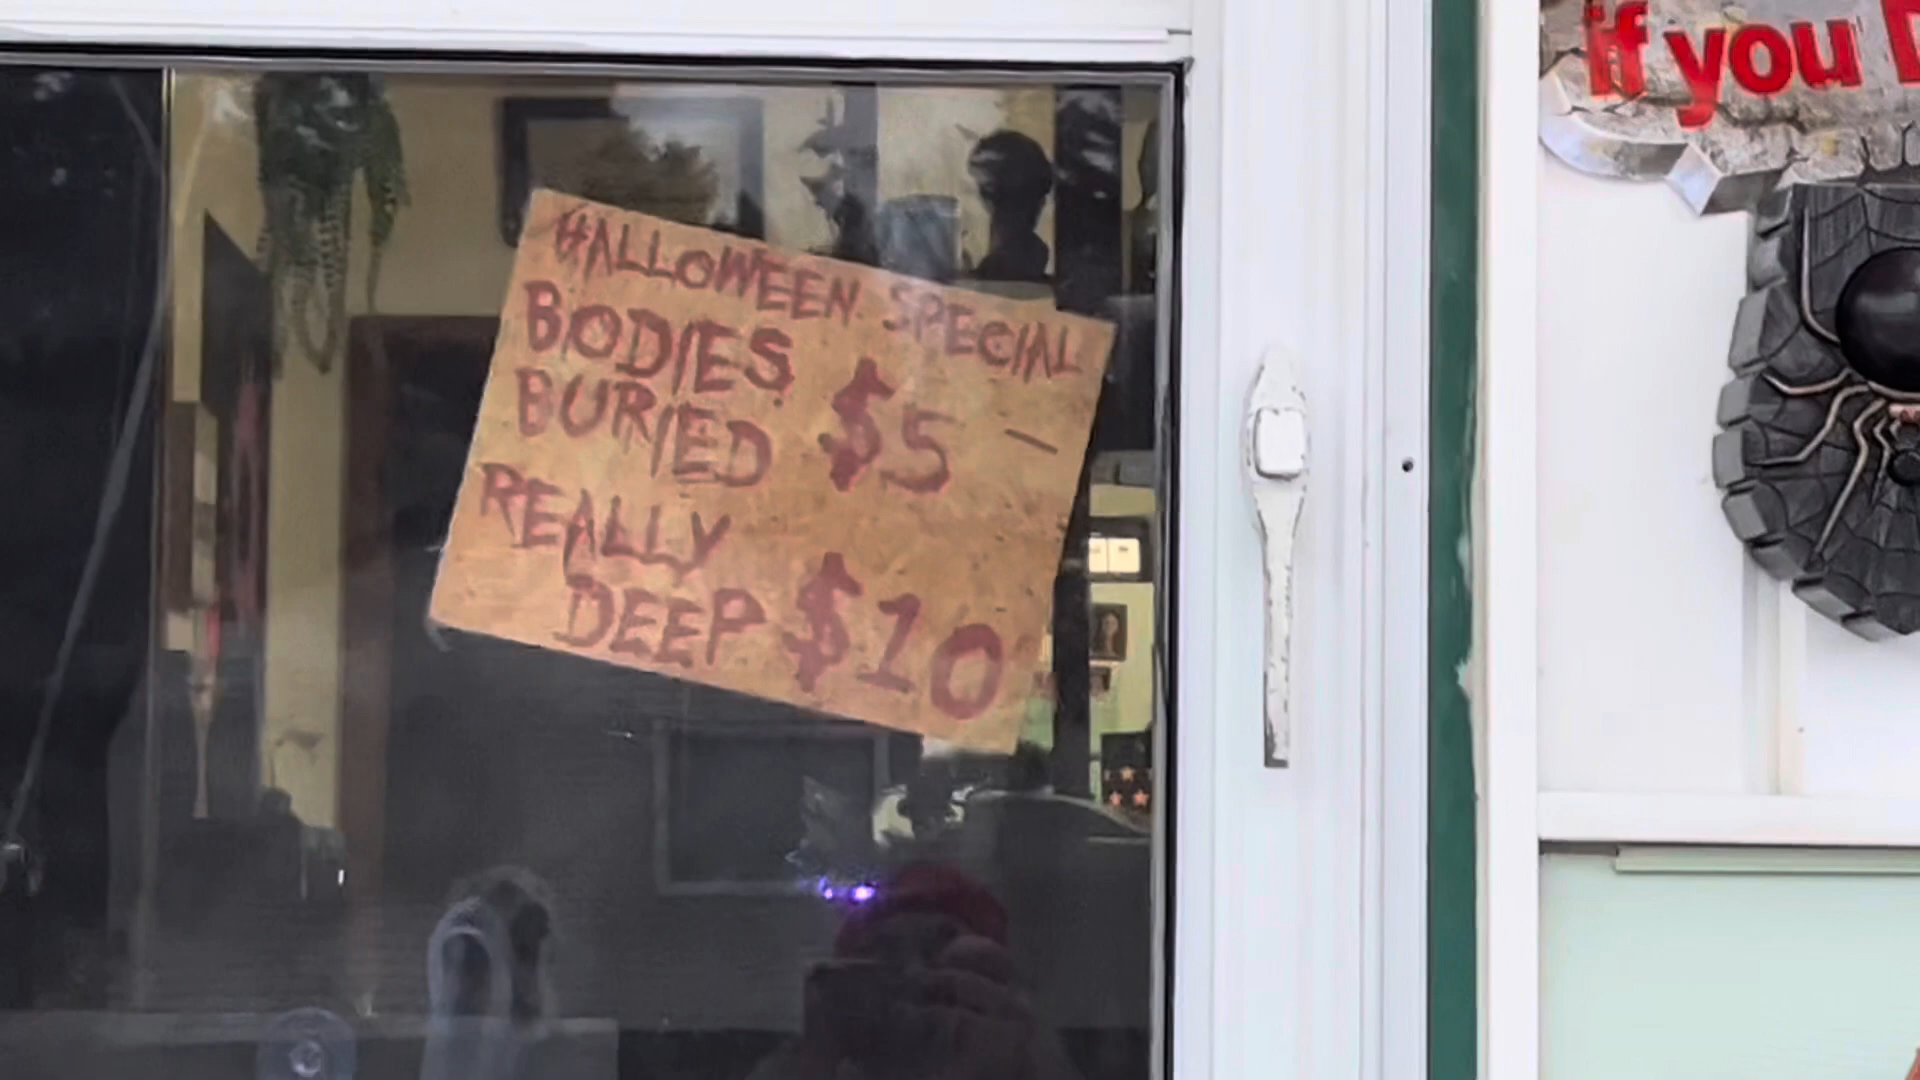 HALLOWEEN SPECIAL
BODIES
BURIED $5 -
REALLY
DEEP $10
if you